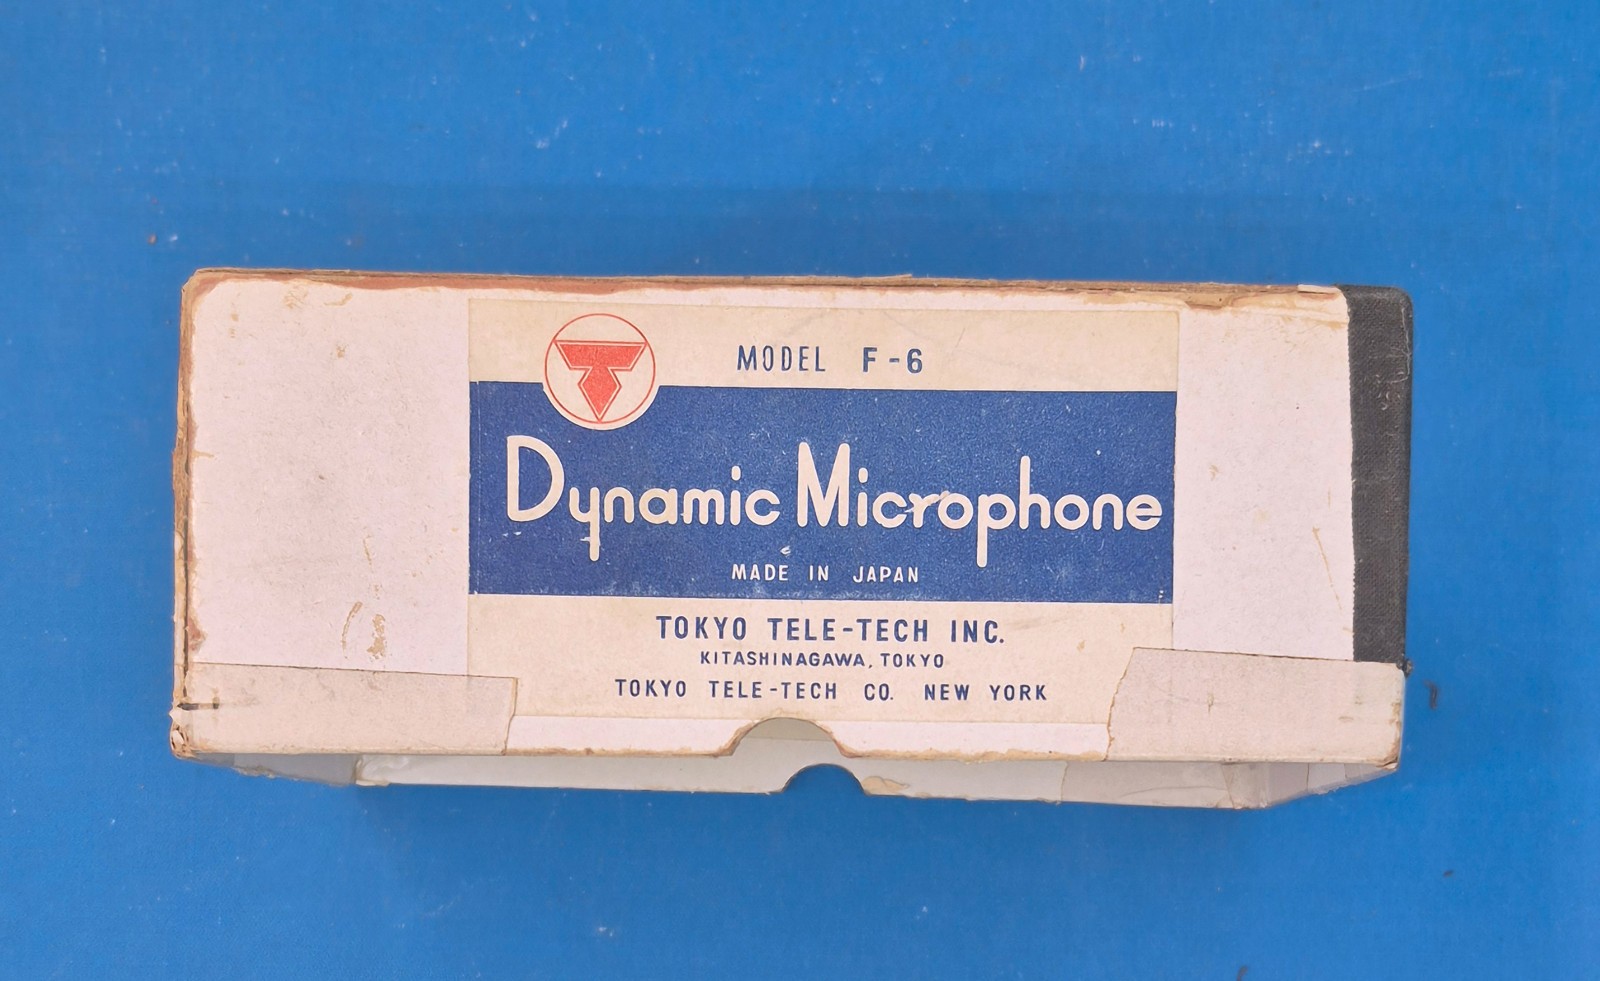 MODEL F-6
Dynamic Microphone
MADE IN JAPAN
TOKYO TELE-TECH INC.
KITASHINAGAWA, TOKYO
TOKYO TELE-TECH CO. NEW YORK